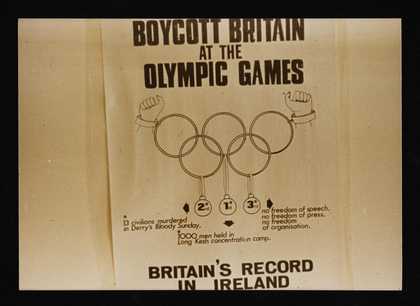 BOYCOTT BRITAIN
AT THE
OLYMPIC GAMES
2nd 1st 3rd
* 13 civilians murdered
in Derry's Bloody Sunday.
* 1000 men held in
Long Kesh concentration camp.
no freedom of speech.
no freedom of press.
no freedom
of organisation.
BRITAIN'S RECORD
IN IRELAND